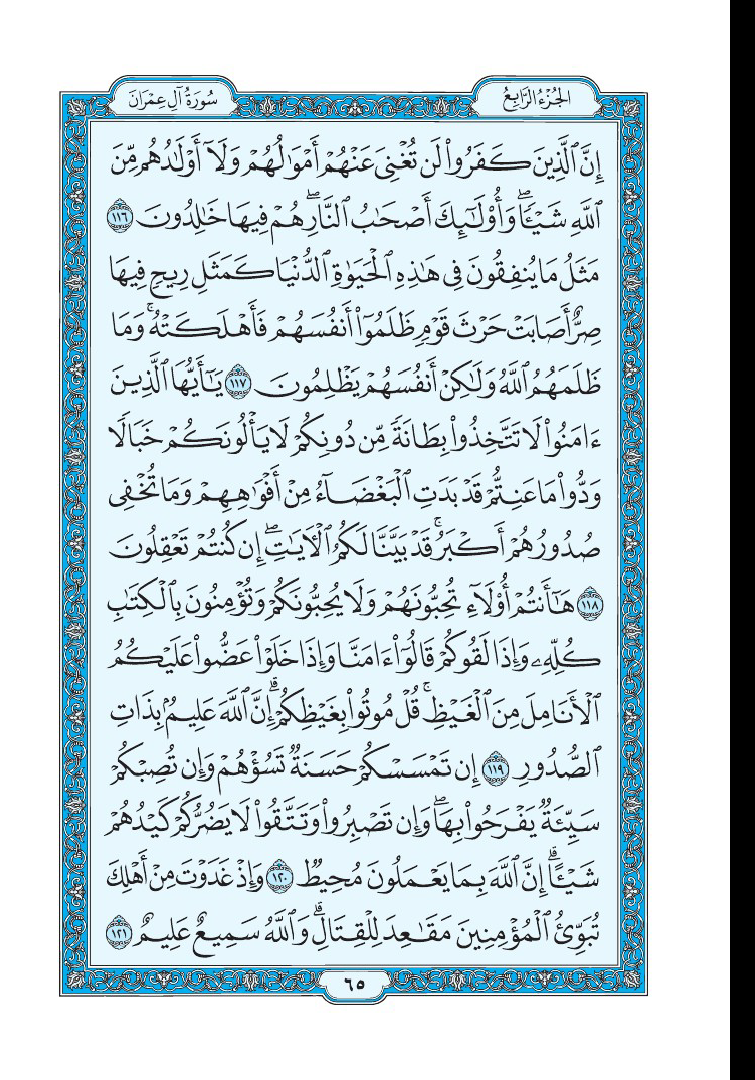 الجُزْءُ الرَّابِعُ
سُورَةُ آلِ عِمْرَانَ
إِنَّ ٱلَّذِينَ كَفَرُوا۟ لَن تُغْنِىَ عَنْهُمْ أَمْوَٰلُهُمْ وَلَآ أَوْلَٰدُهُم مِّنَ
ٱللَّهِ شَيْـًٔا ۖ وَأُو۟لَٰٓئِكَ أَصْحَٰبُ ٱلنَّارِ ۖ هُمْ فِيهَا خَٰلِدُونَ ١١٦
مَثَلُ مَا يُنفِقُونَ فِى هَٰذِهِ ٱلْحَيَوٰةِ ٱلدُّنْيَا كَمَثَلِ رِيحٍ فِيهَا
صِرٌّ أَصَابَتْ حَرْثَ قَوْمٍ ظَلَمُوٓا۟ أَنفُسَهُمْ فَأَهْلَكَتْهُ ۚ وَمَا
ظَلَمَهُمُ ٱللَّهُ وَلَٰكِنْ أَنفُسَهُمْ يَظْلِمُونَ ١١٧ يَٰٓأَيُّهَا ٱلَّذِينَ
ءَامَنُوا۟ لَا تَتَّخِذُوا۟ بِطَانَةً مِّن دُونِكُمْ لَا يَأْلُونَكُمْ خَبَالًا
وَدُّوا۟ مَا عَنِتُّمْ قَدْ بَدَتِ ٱلْبَغْضَآءُ مِنْ أَفْوَٰهِهِمْ وَمَا تُخْفِى
صُدُورُهُمْ أَكْبَرُ ۚ قَدْ بَيَّنَّا لَكُمُ ٱلْـَٔايَٰتِ ۖ إِن كُنتُمْ تَعْقِلُونَ
١١٨ هَٰٓأَنتُمْ أُو۟لَآءِ تُحِبُّونَهُمْ وَلَا يُحِبُّونَكُمْ وَتُؤْمِنُونَ بِٱلْكِتَٰبِ
كُلِّهِۦ وَإِذَا لَقُوكُمْ قَالُوٓا۟ ءَامَنَّا وَإِذَا خَلَوْا۟ عَضُّوا۟ عَلَيْكُمُ
ٱلْأَنَامِلَ مِنَ ٱلْغَيْظِ ۚ قُلْ مُوتُوا۟ بِغَيْظِكُمْ ۗ إِنَّ ٱللَّهَ عَلِيمٌۢ بِذَاتِ
ٱلصُّدُورِ ١١٩ إِن تَمْسَسْكُمْ حَسَنَةٌ تَسُؤْهُمْ وَإِن تُصِبْكُمْ
سَيِّئَةٌ يَفْرَحُوا۟ بِهَا ۖ وَإِن تَصْبِرُوا۟ وَتَتَّقُوا۟ لَا يَضُرُّكُمْ كَيْدُهُمْ
شَيْـًٔا ۗ إِنَّ ٱللَّهَ بِمَا يَعْمَلُونَ مُحِيطٌ ١٢٠ وَإِذْ غَدَوْتَ مِنْ أَهْلِكَ
تُبَوِّئُ ٱلْمُؤْمِنِينَ مَقَٰعِدَ لِلْقِتَالِ ۗ وَٱللَّهُ سَمِيعٌ عَلِيمٌ ١٢١
٦٥